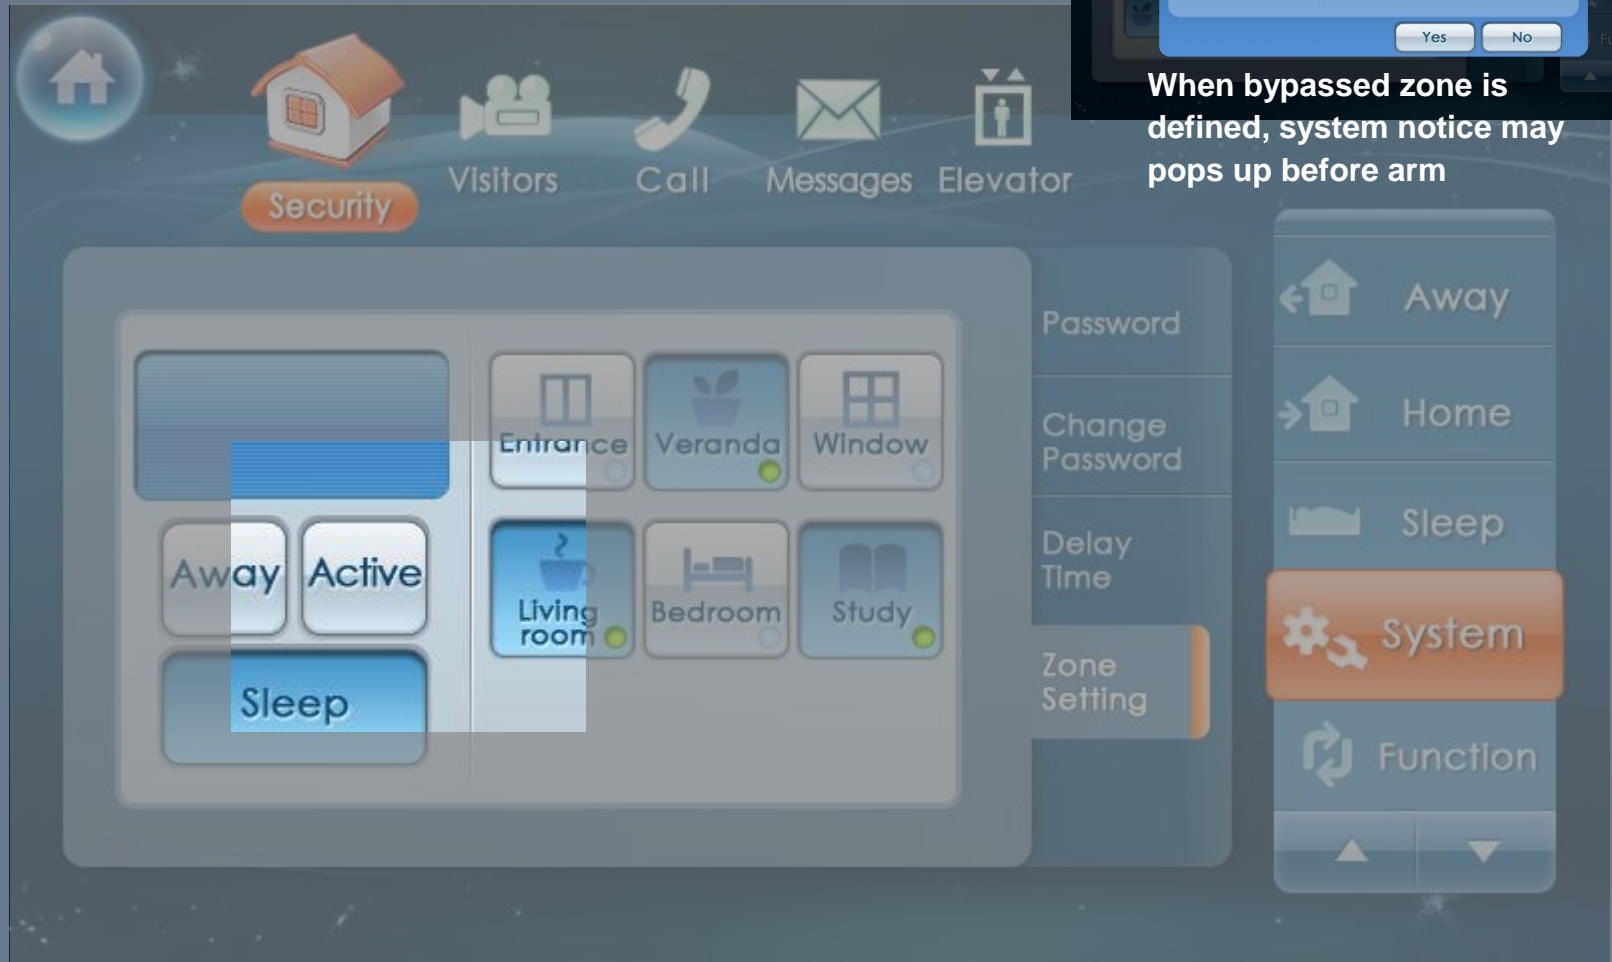 Yes
No
When bypassed zone is
defined, system notice may
pops up before arm
Security
Visitors
Call
Messages
Elevator
Away
Active
Sleep
Entrance
Veranda
Window
Living
room
Bedroom
Study
Password
Change
Password
Delay
Time
Zone
Setting
Away
Home
Sleep
System
Function